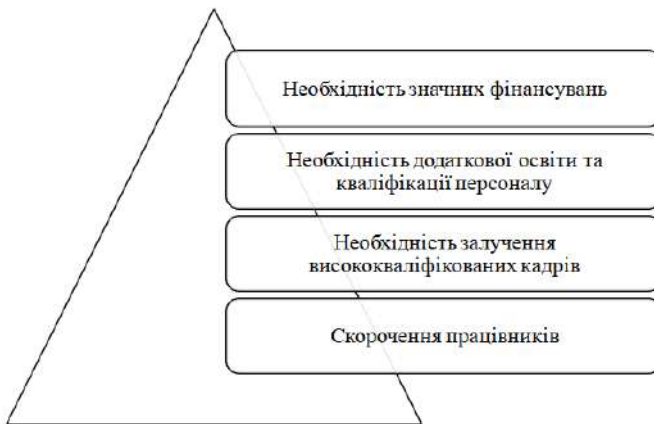 Необхідність значних фінансувань
Необхідність додаткової освіти та
кваліфікації персоналу
Необхідність залучення
висококваліфікованих кадрів
Скорочення працівників